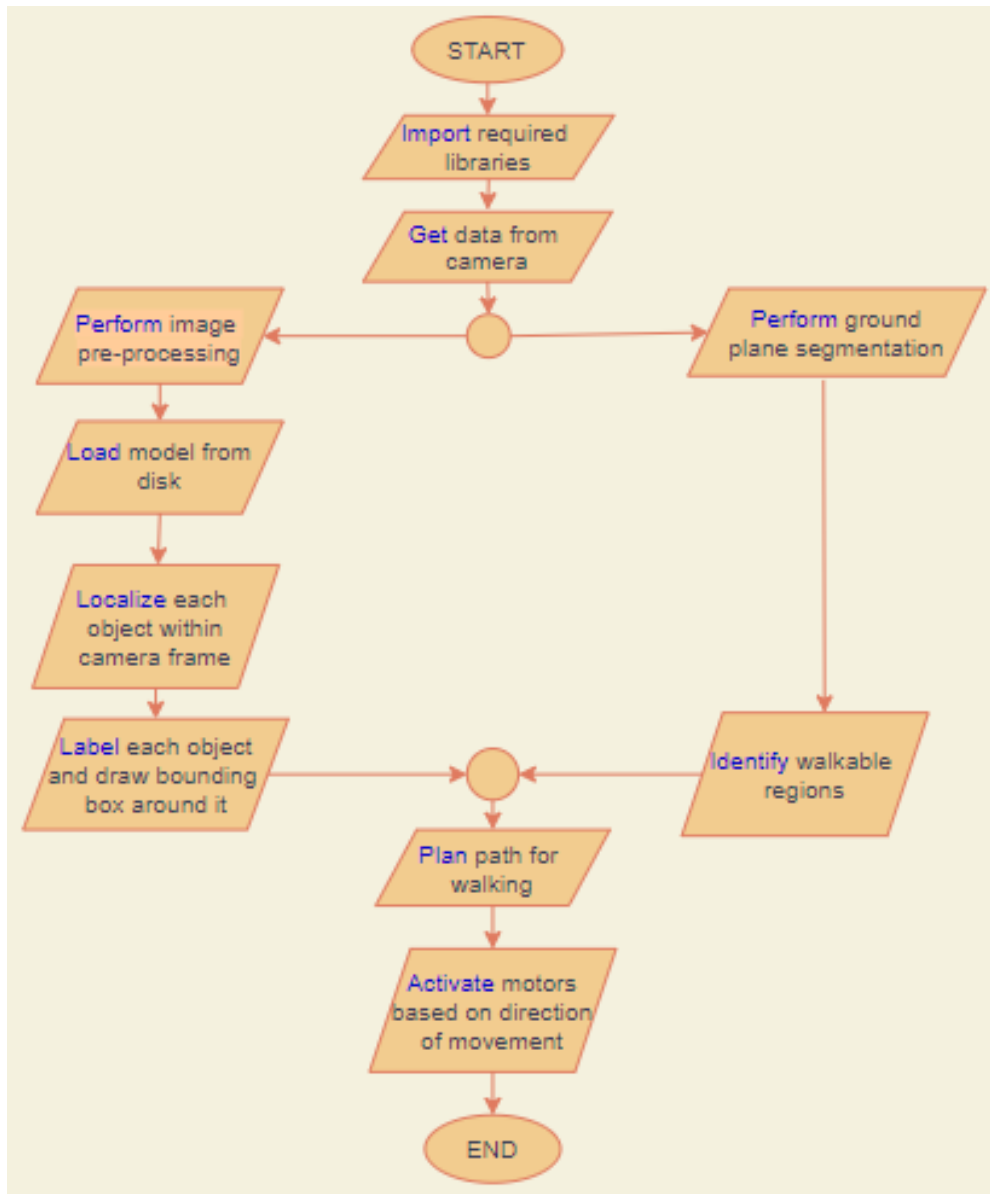 START
Import required
libraries
Get data from
camera
Perform image
pre-processing
Perform ground
plane segmentation
Load model from
disk
Localize each
object within
camera frame
Label each object
and draw bounding
box around it
Identify walkable
regions
Plan path for
walking
Activate motors
based on direction
of movement
END